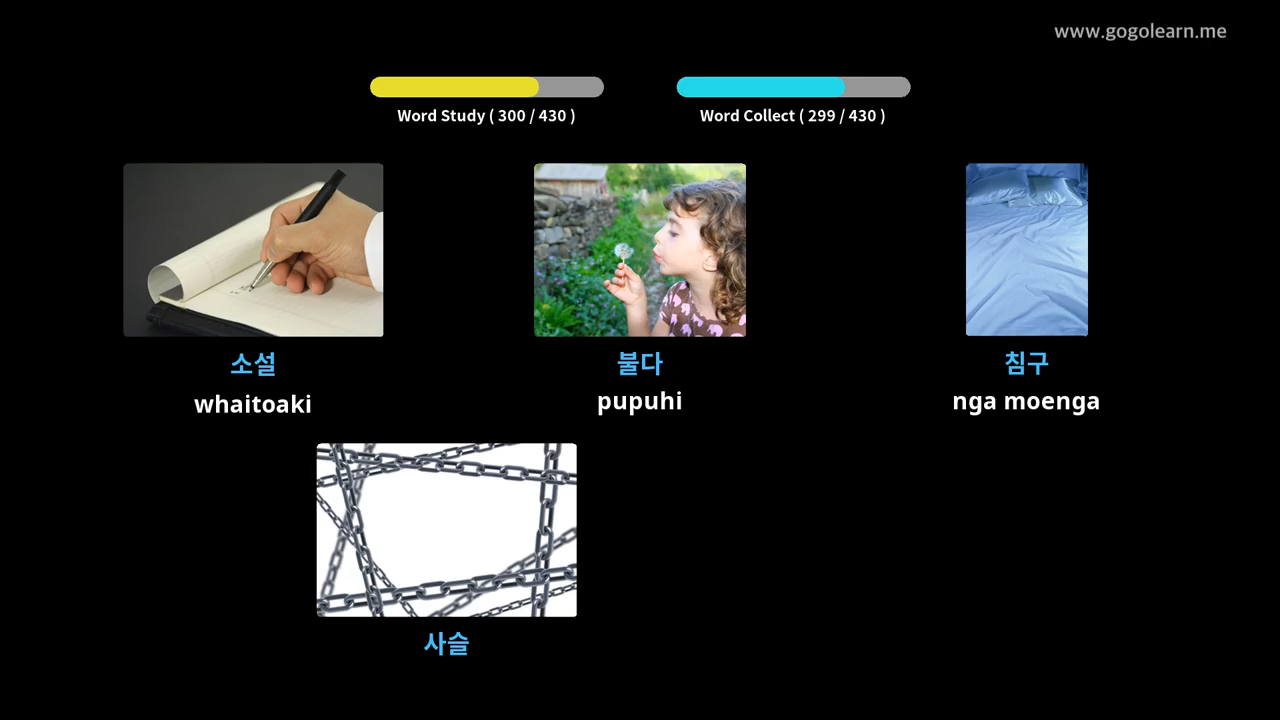 www.gogolearn.me
Word Study ( 300 / 430 )
Word Collect ( 299 / 430 )
소설
불다
침구
whaitoaki
pupuhi
nga moenga
사슬